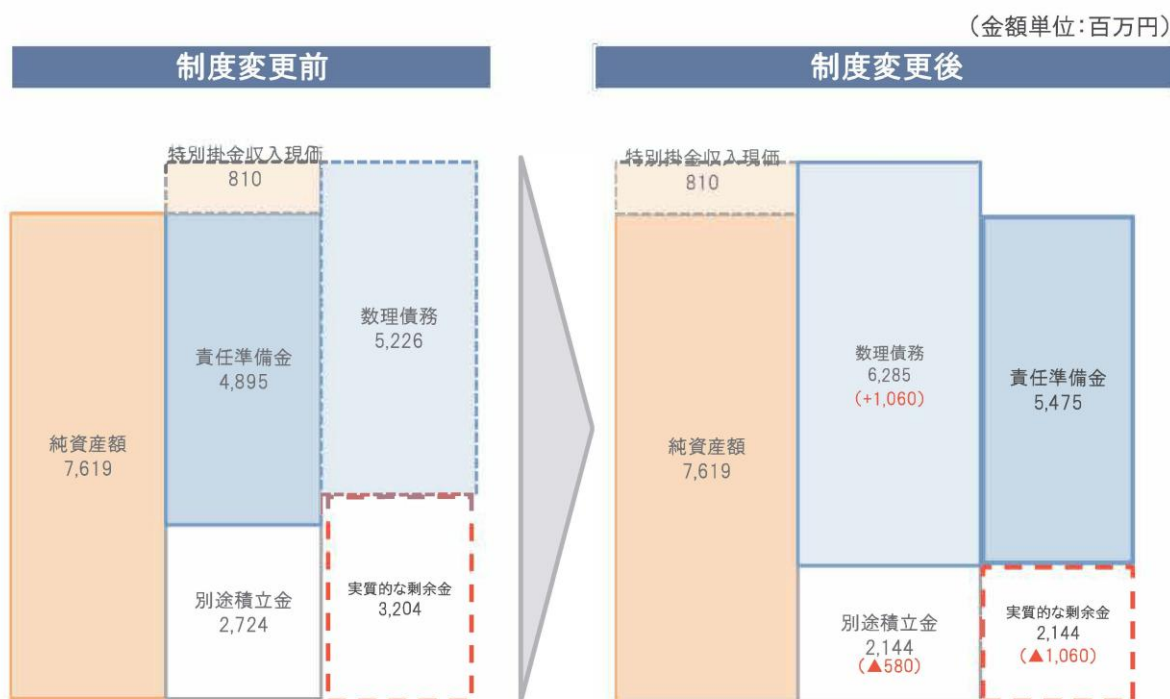 (金額単位:百万円)
制度変更前
特別掛金収入現価
810
数理債務
5,226
責任準備金
4,895
純資産額
7,619
別途積立金
2,724
実質的な剰余金
3,204
制度変更後
特別掛金収入現価
810
数理債務
6,285
(+1,060)
責任準備金
5,475
純資産額
7,619
別途積立金
2,144
(▲580)
実質的な剰余金
2,144
(▲1,060)